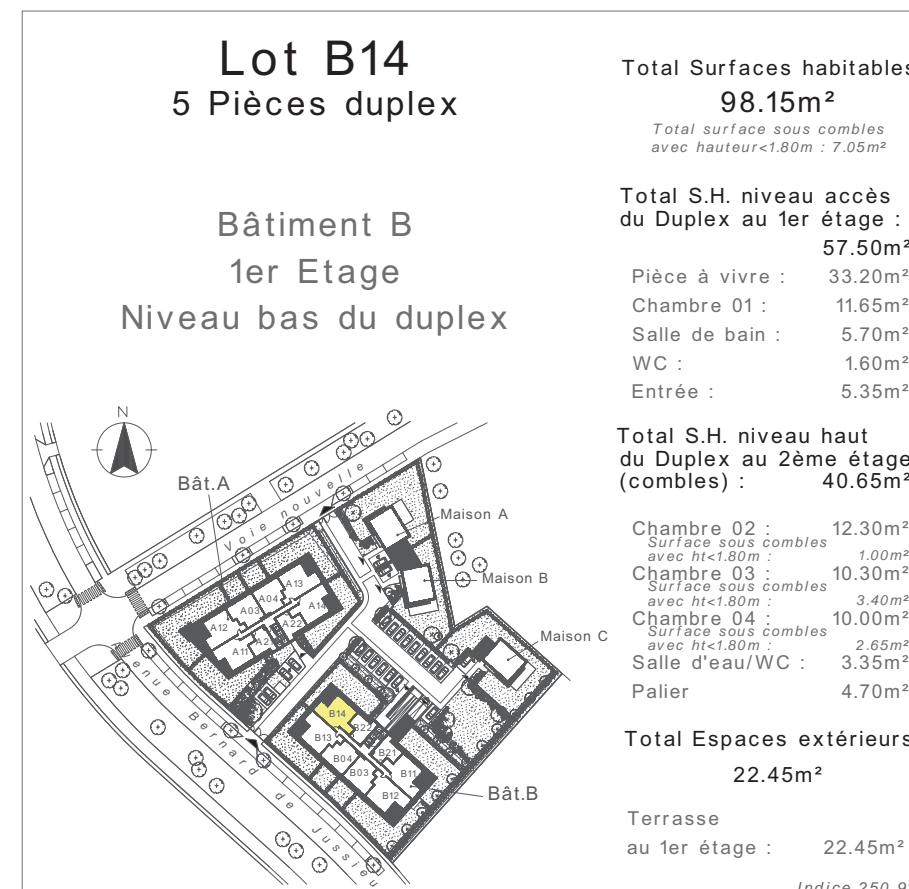 Lot B14
5 Pièces duplex
Bâtiment B
1er Etage
Niveau bas du duplex
Total Surfaces habitables
98.15m²
Total surface sous combles
avec hauteur<1.80m : 7.05m²
Total S.H. niveau accès
du Duplex au 1er étage :
57.50m²
Pièce à vivre : 33.20m²
Chambre 01 : 11.65m²
Salle de bain : 5.70m²
WC : 1.60m²
Entrée : 5.35m²
Total S.H. niveau haut
du Duplex au 2ème étage
(combles) : 40.65m²
Chambre 02 : 12.30m²
Surface sous combles
avec ht<1.80m : 1.00m²
Chambre 03 : 10.30m²
Surface sous combles
avec ht<1.80m : 3.40m²
Chambre 04 : 10.00m²
Surface sous combles
avec ht<1.80m : 2.65m²
Salle d'eau/WC : 3.35m²
Palier 4.70m²
Total Espaces extérieurs
22.45m²
Terrasse
au 1er étage : 22.45m²
Indice 250 9
N
Bât.A
Voie nouvelle
Maison A
Maison B
Maison C
A13
A04
A14
A03
A22
A12
A2
A11
B14
B22
B13
B21
B04
B03
B11
B12
Bât.B
enue Bernard de Jussieu